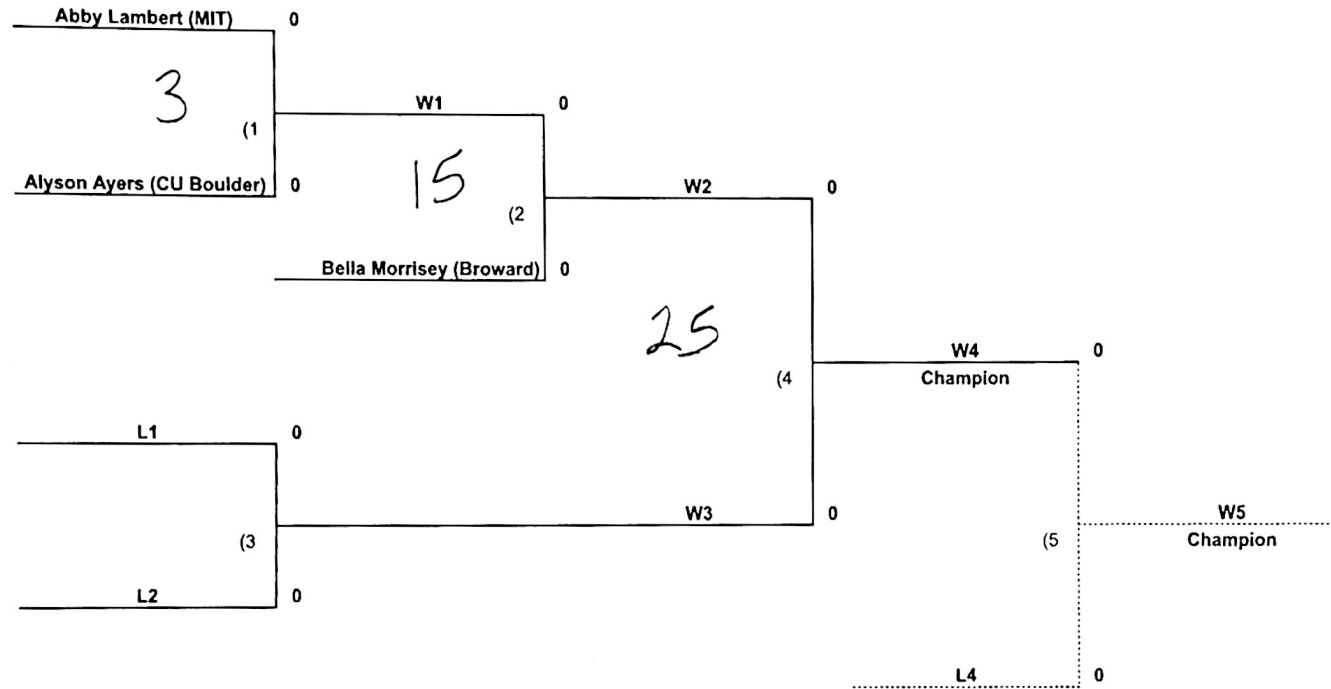 Abby Lambert (MIT) 0
3
(1
W1 0
Alyson Ayers (CU Boulder) 0
15
(2
W2 0
Bella Morrisey (Broward) 0
25
(4
W4 0
Champion
L1 0
(3
W3 0
(5
W5
Champion
L2 0
L4 0